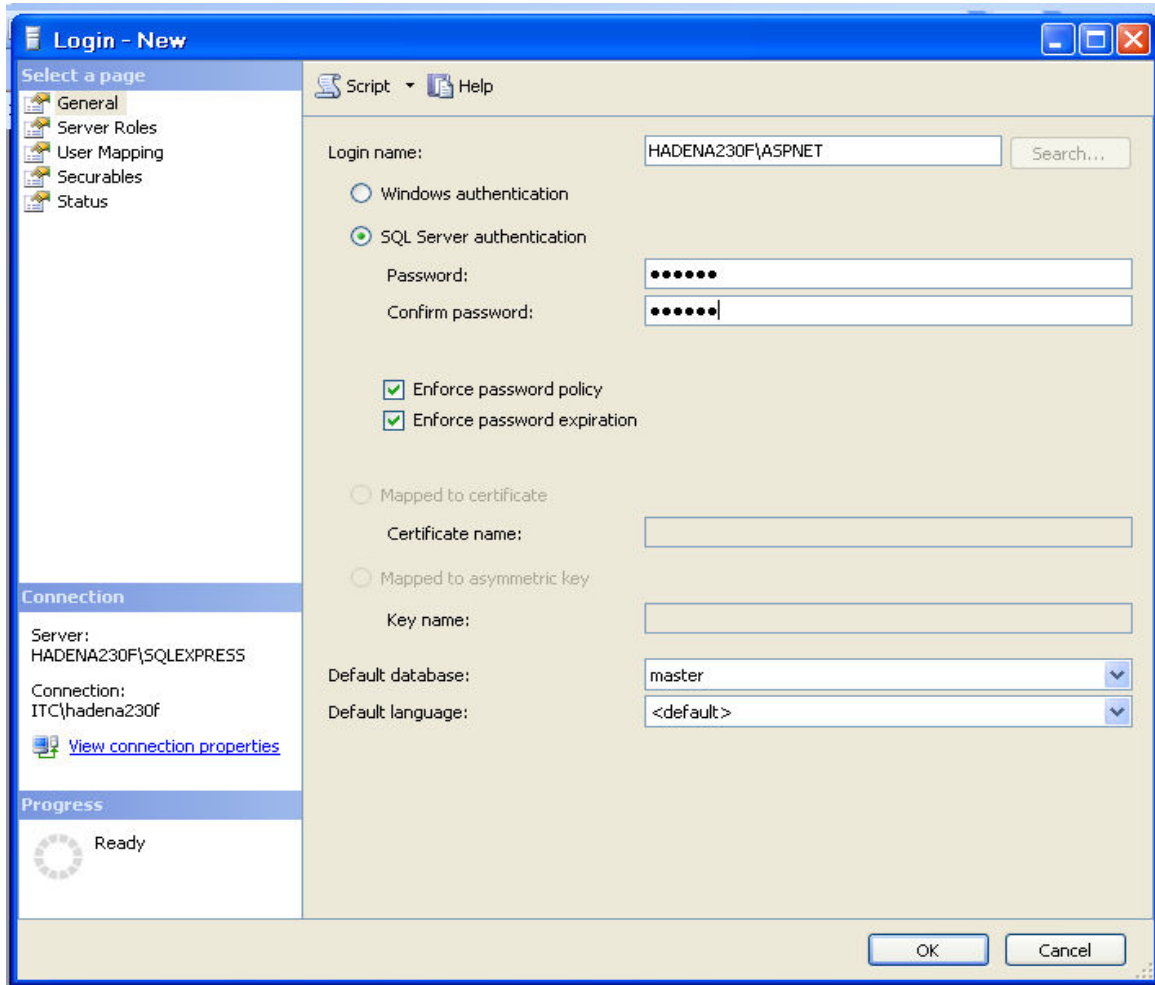 Login - New
Select a page
General
Server Roles
User Mapping
Securables
Status
Script
Help
Login name:
HADENA230F\ASPNET
Search...
Windows authentication
SQL Server authentication
Password:
●●●●●●
Confirm password:
●●●●●●
Enforce password policy
Enforce password expiration
Mapped to certificate
Certificate name:
Mapped to asymmetric key
Key name:
Default database:
master
Default language:
<default>
Connection
Server:
HADENA230F\SQLEXPRESS
Connection:
ITC\hadena230f
View connection properties
Progress
Ready
OK
Cancel